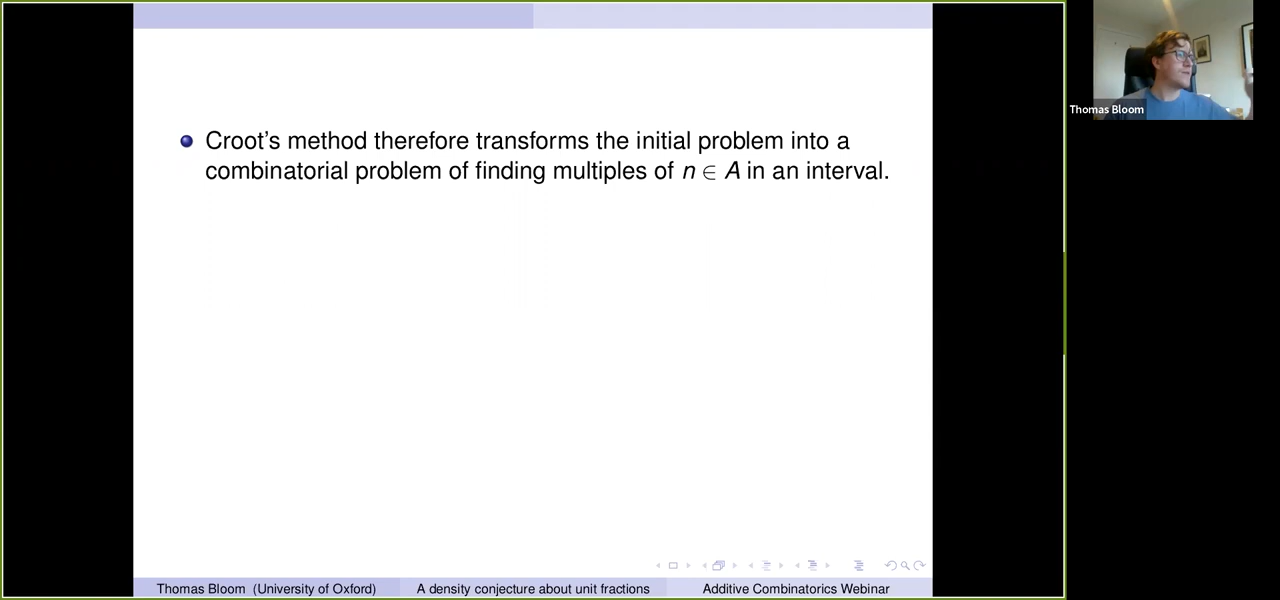 Croot's method therefore transforms the initial problem into a
combinatorial problem of finding multiples of n ∈ A in an interval.
Thomas Bloom
Thomas Bloom (University of Oxford) A density conjecture about unit fractions Additive Combinatorics Webinar